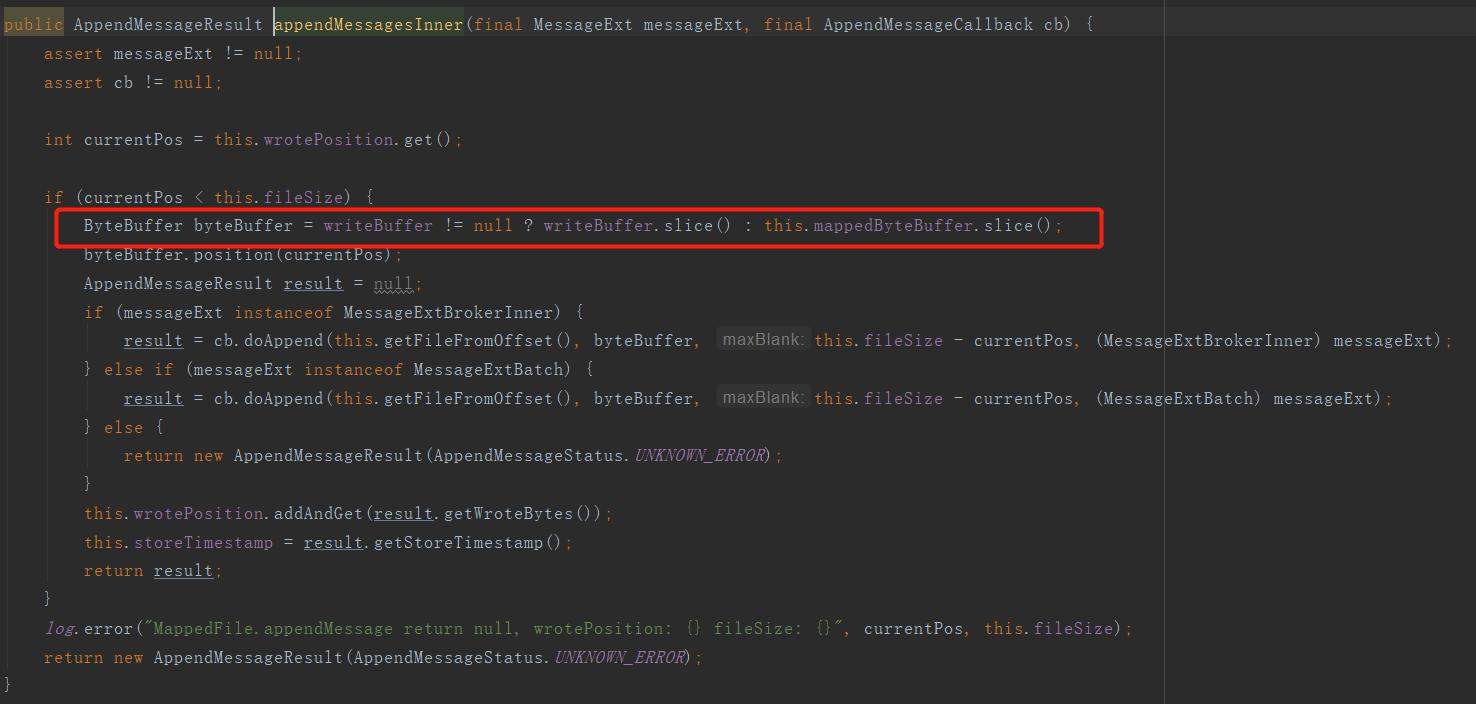 public AppendMessageResult appendMessagesInner(final MessageExt messageExt, final AppendMessageCallback cb) {
    assert messageExt != null;
    assert cb != null;

    int currentPos = this.wrotePosition.get();

    if (currentPos < this.fileSize) {
        ByteBuffer byteBuffer = writeBuffer != null ? writeBuffer.slice() : this.mappedByteBuffer.slice();
        byteBuffer.position(currentPos);
        AppendMessageResult result = null;
        if (messageExt instanceof MessageExtBrokerInner) {
            result = cb.doAppend(this.getFileFromOffset(), byteBuffer, maxBlank: this.fileSize - currentPos, (MessageExtBrokerInner) messageExt);
        } else if (messageExt instanceof MessageExtBatch) {
            result = cb.doAppend(this.getFileFromOffset(), byteBuffer, maxBlank: this.fileSize - currentPos, (MessageExtBatch) messageExt);
        } else {
            return new AppendMessageResult(AppendMessageStatus.UNKNOWN_ERROR);
        }
        this.wrotePosition.addAndGet(result.getWroteBytes());
        this.storeTimestamp = result.getStoreTimestamp();
        return result;
    }
    log.error("MappedFile.appendMessage return null, wrotePosition: {} fileSize: {}", currentPos, this.fileSize);
    return new AppendMessageResult(AppendMessageStatus.UNKNOWN_ERROR);
}